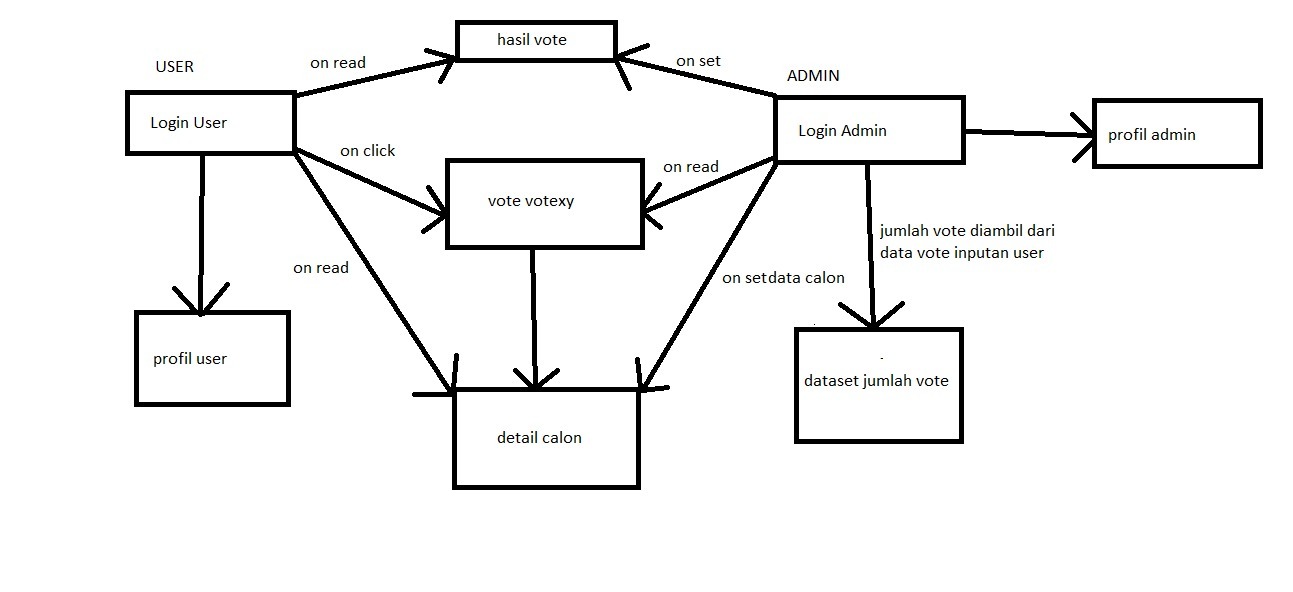 hasil vote
on read
on set
USER
ADMIN
Login User
Login Admin
profil admin
on click
on read
vote votexy
jumlah vote diambil dari
data vote inputan user
on read
on setdata calon
profil user
dataset jumlah vote
detail calon